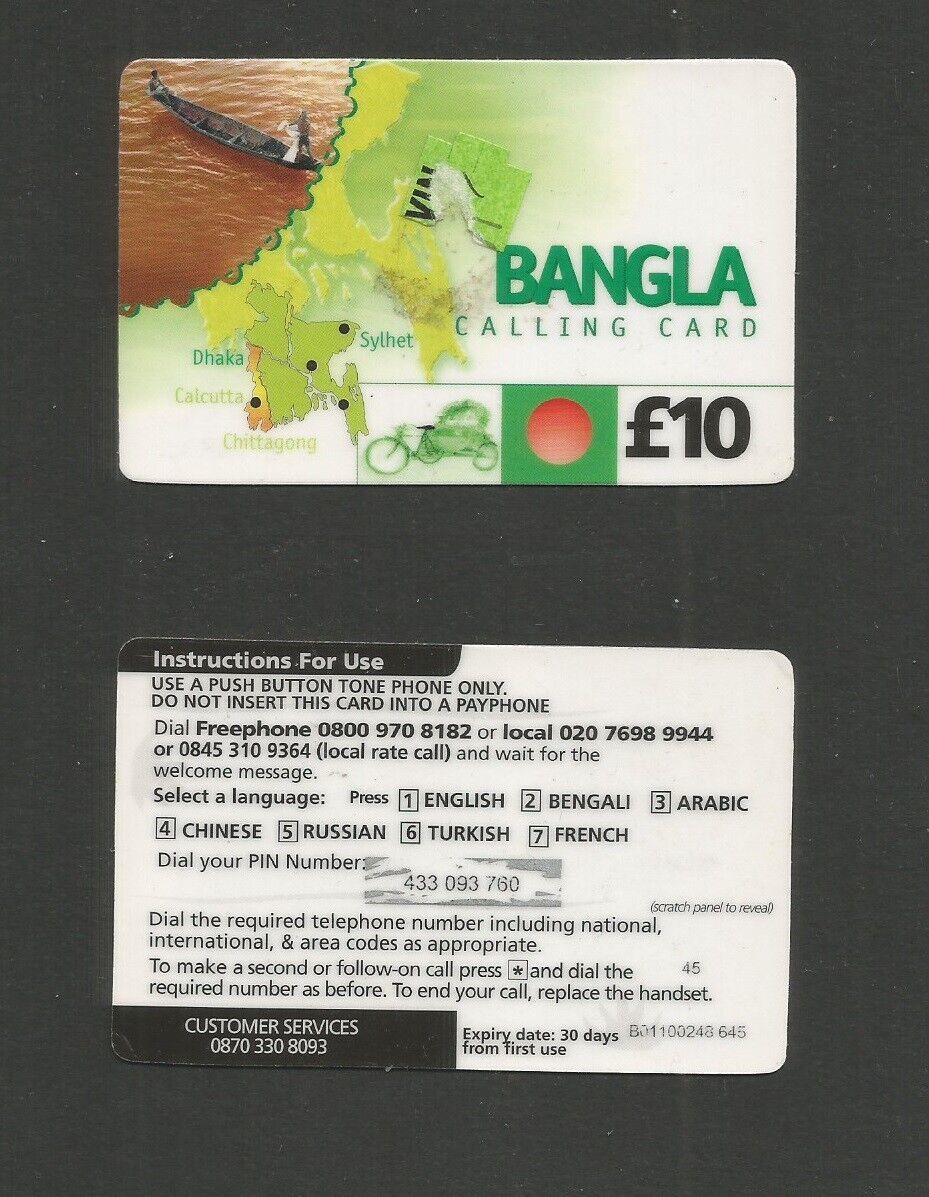 BANGLA
CALLING CARD
Sylhet
Dhaka
Calcutta
Chittagong
£10
Instructions For Use
USE A PUSH BUTTON TONE PHONE ONLY.
DO NOT INSERT THIS CARD INTO A PAYPHONE
Dial Freephone 0800 970 8182 or local 020 7698 9944
or 0845 310 9364 (local rate call) and wait for the
welcome message.
Select a language: Press 1 ENGLISH 2 BENGALI 3 ARABIC
4 CHINESE 5 RUSSIAN 6 TURKISH 7 FRENCH
Dial your PIN Number:
433 093 760
(scratch panel to reveal)
Dial the required telephone number including national,
international, & area codes as appropriate.
To make a second or follow-on call press * and dial the 45
required number as before. To end your call, replace the handset.
CUSTOMER SERVICES
0870 330 8093
Expiry date: 30 days B01100248 645
from first use